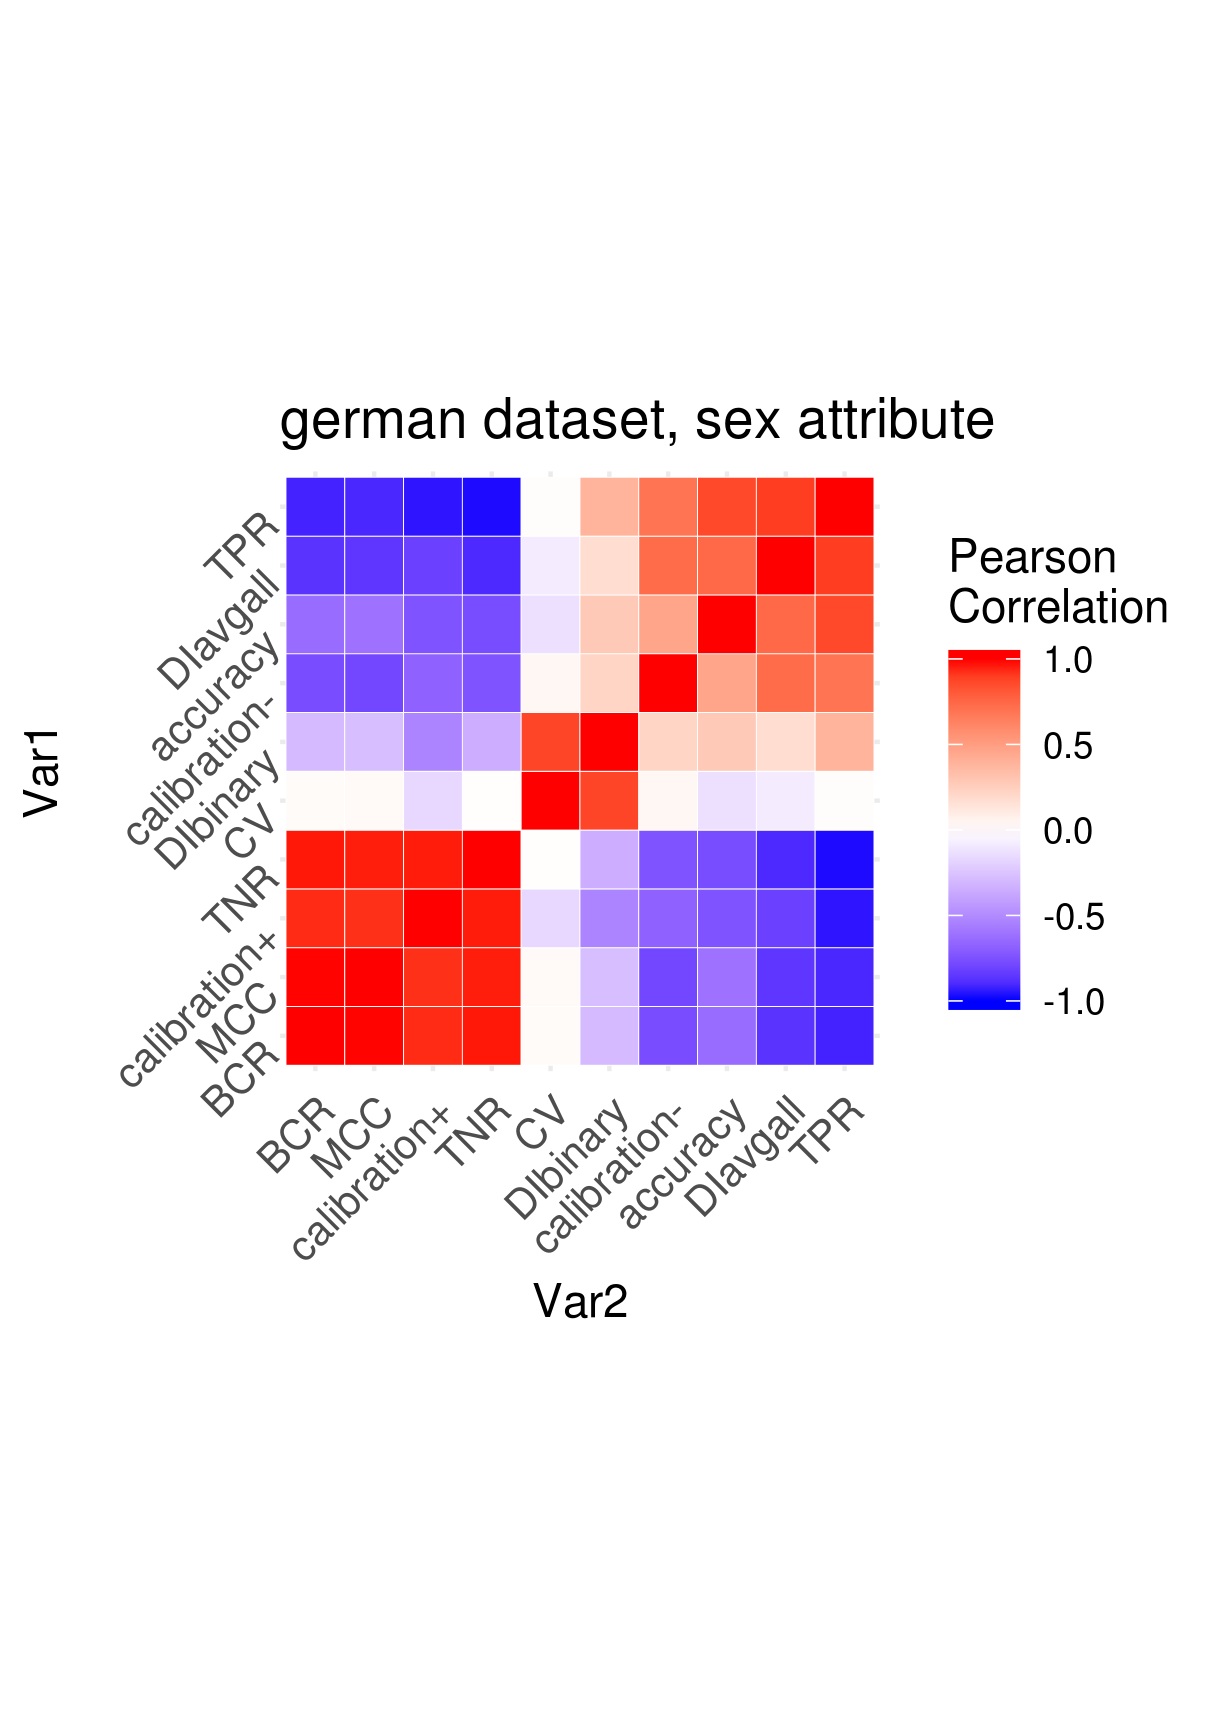 german dataset, sex attribute
TPR
DIavgall
accuracy
calibration-
DIbinary
CV
TNR
calibration+
MCC
BCR
Var1
BCR
MCC
calibration+
TNR
CV
DIbinary
calibration-
accuracy
DIavgall
TPR
Var2
Pearson
Correlation
1.0
0.5
0.0
-0.5
-1.0